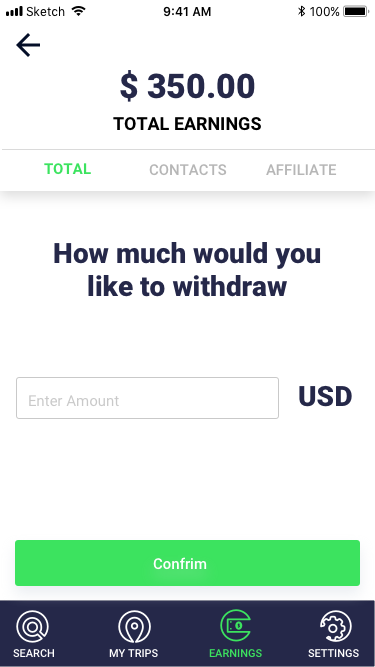 Sketch 9:41 AM 100%
$ 350.00
TOTAL EARNINGS
TOTAL CONTACTS AFFILIATE
How much would you
like to withdraw
Enter Amount USD
Confrim
SEARCH MY TRIPS EARNINGS SETTINGS